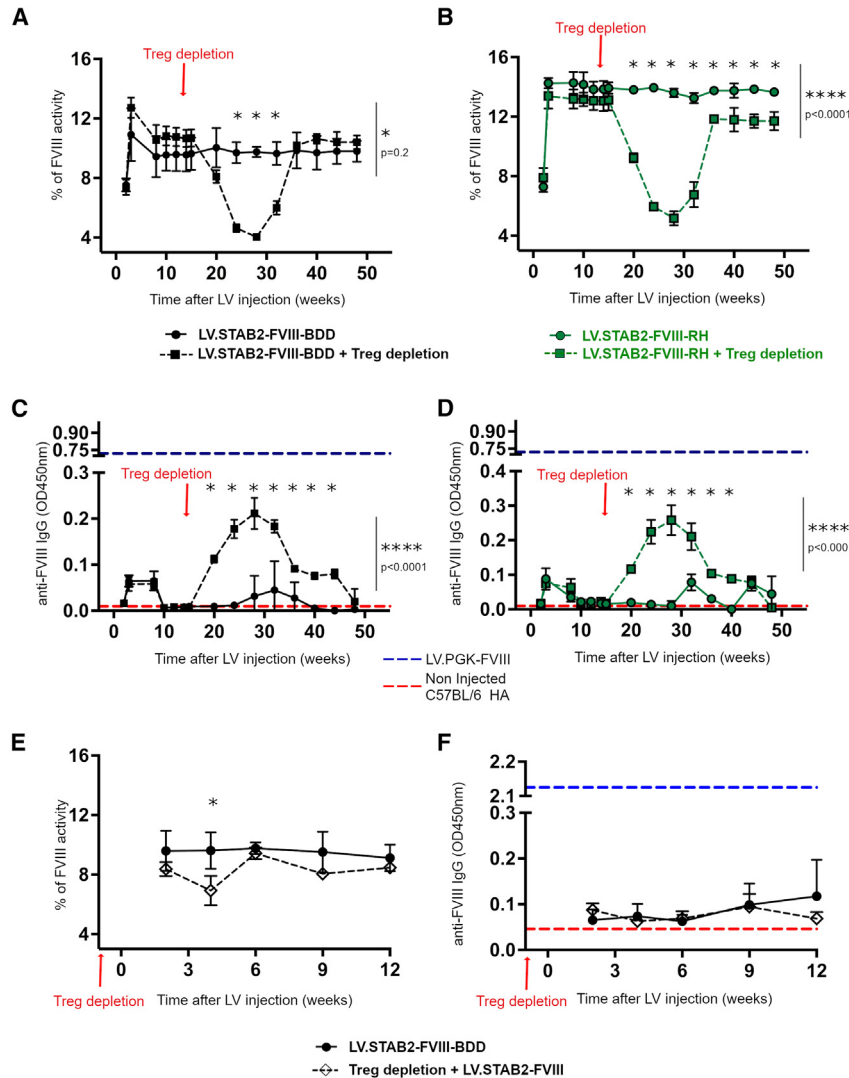 A
Treg depletion
16
12
8
4
% of FVIII activity
* * *
*
p=0.2
0 10 20 30 40 50
Time after LV injection (weeks)
LV.STAB2-FVIII-BDD
LV.STAB2-FVIII-BDD + Treg depletion
B
Treg depletion
16
12
8
4
% of FVIII activity
* * * * * * * *
****
p<0.0001
0 10 20 30 40 50
Time after LV injection (weeks)
LV.STAB2-FVIII-RH
LV.STAB2-FVIII-RH + Treg depletion
C
0.90
0.75
0.3
0.2
0.1
0.0
anti-FVIII IgG (OD450nm)
Treg depletion
* * * * * * *
****
p<0.0001
0 10 20 30 40 50
Time after LV injection (weeks)
D
0.90
0.75
0.4
0.3
0.2
0.1
0.0
anti-FVIII IgG (OD450nm)
Treg depletion
* * * * * *
****
p<0.000
0 10 20 30 40 50
Time after LV injection (weeks)
LV.PGK-FVIII
Non Injected
C57BL/6 HA
E
16
12
8
4
% of FVIII activity
*
0 3 6 9 12
Treg depletion
Time after LV injection (weeks)
F
2.2
2.1
0.3
0.2
0.1
0.0
anti-FVIII IgG (OD450nm)
0 3 6 9 12
Treg depletion
Time after LV injection (weeks)
LV.STAB2-FVIII-BDD
Treg depletion + LV.STAB2-FVIII